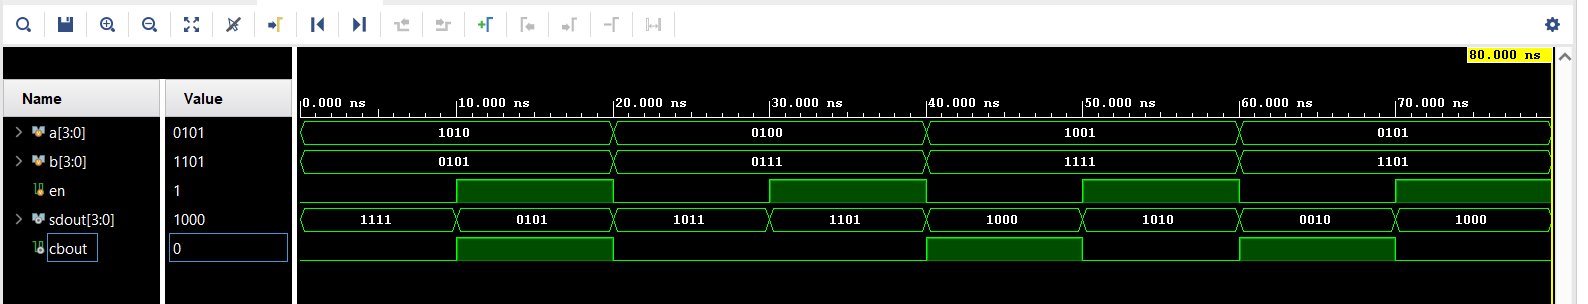 80.000 ns
Name Value
0.000 ns 10.000 ns 20.000 ns 30.000 ns 40.000 ns 50.000 ns 60.000 ns 70.000 ns
a[3:0] 0101 1010 0100 1001 0101
b[3:0] 1101 0101 0111 1111 1101
en 1
sdout[3:0] 1000 1111 0101 1011 1101 1000 1010 0010 1000
cbout 0